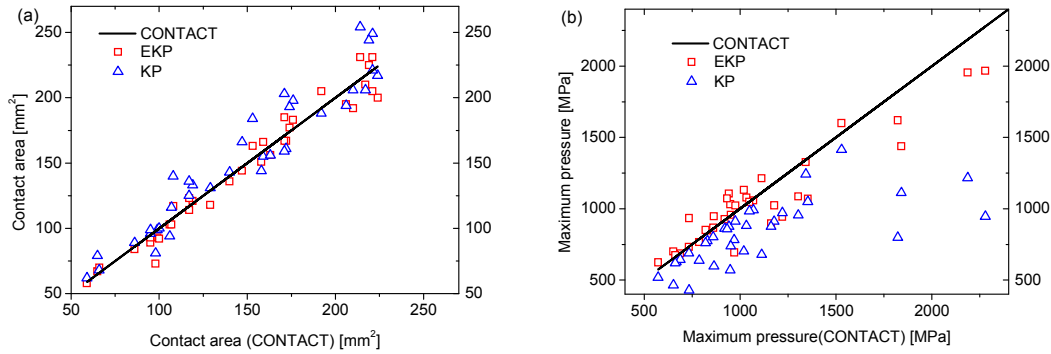 (a)
CONTACT
EKP
KP
Contact area [mm²]
250
200
150
100
50
250
200
150
100
50
50 100 150 200 250
Contact area (CONTACT) [mm²]
(b)
CONTACT
EKP
KP
Maximum pressure [MPa]
2000
1500
1000
500
2000
1500
1000
500
500 1000 1500 2000
Maximum pressure(CONTACT) [MPa]